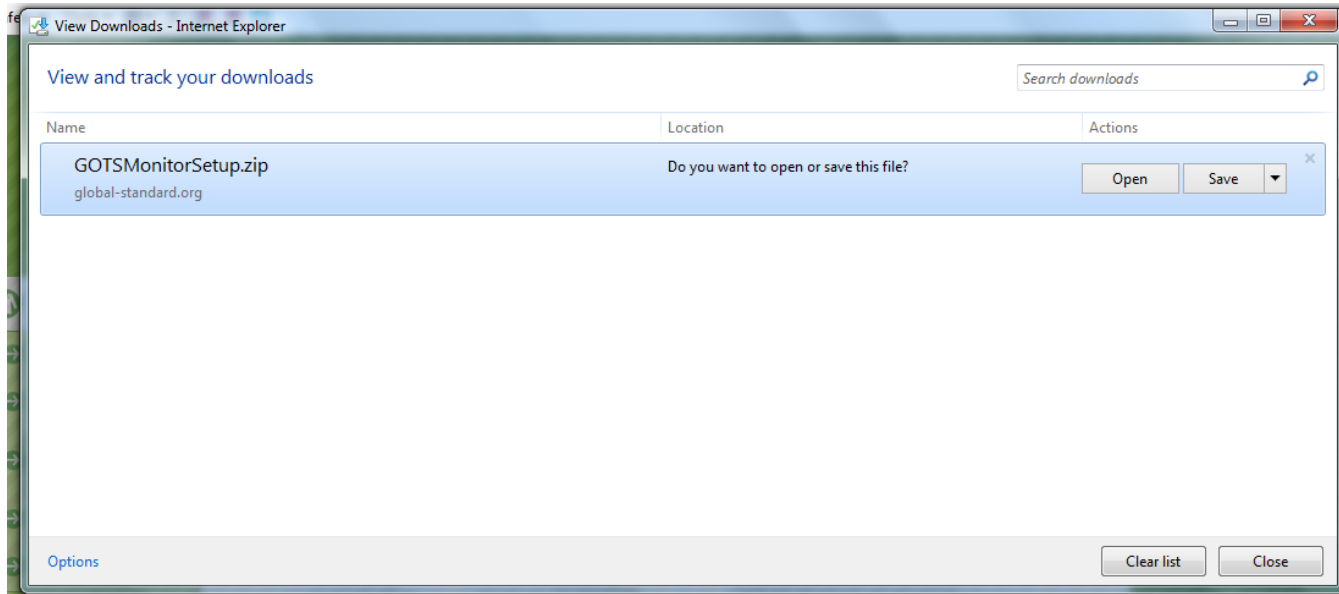 fe
View Downloads - Internet Explorer
View and track your downloads
Search downloads
Name Location Actions
GOTSMonitorSetup.zip Do you want to open or save this file? Open Save
global-standard.org
Options Clear list Close